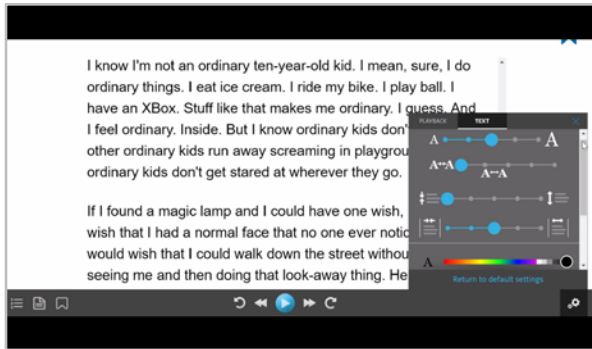 I know I'm not an ordinary ten-year-old kid. I mean, sure, I do
ordinary things. I eat ice cream. I ride my bike. I play ball. I
have an XBox. Stuff like that makes me ordinary. I guess. And
I feel ordinary. Inside. But I know ordinary kids don't
other ordinary kids run away screaming in
ordinary kids don't get stared at wherever they go.
If I found a magic lamp and I could have one wish,
wish that I had a normal face that no one ever
would wish that I could walk down the street
seeing me and then doing that look-away thing.
PLAYBACK TEXT
A A
A A
A A
A
Return to default settings